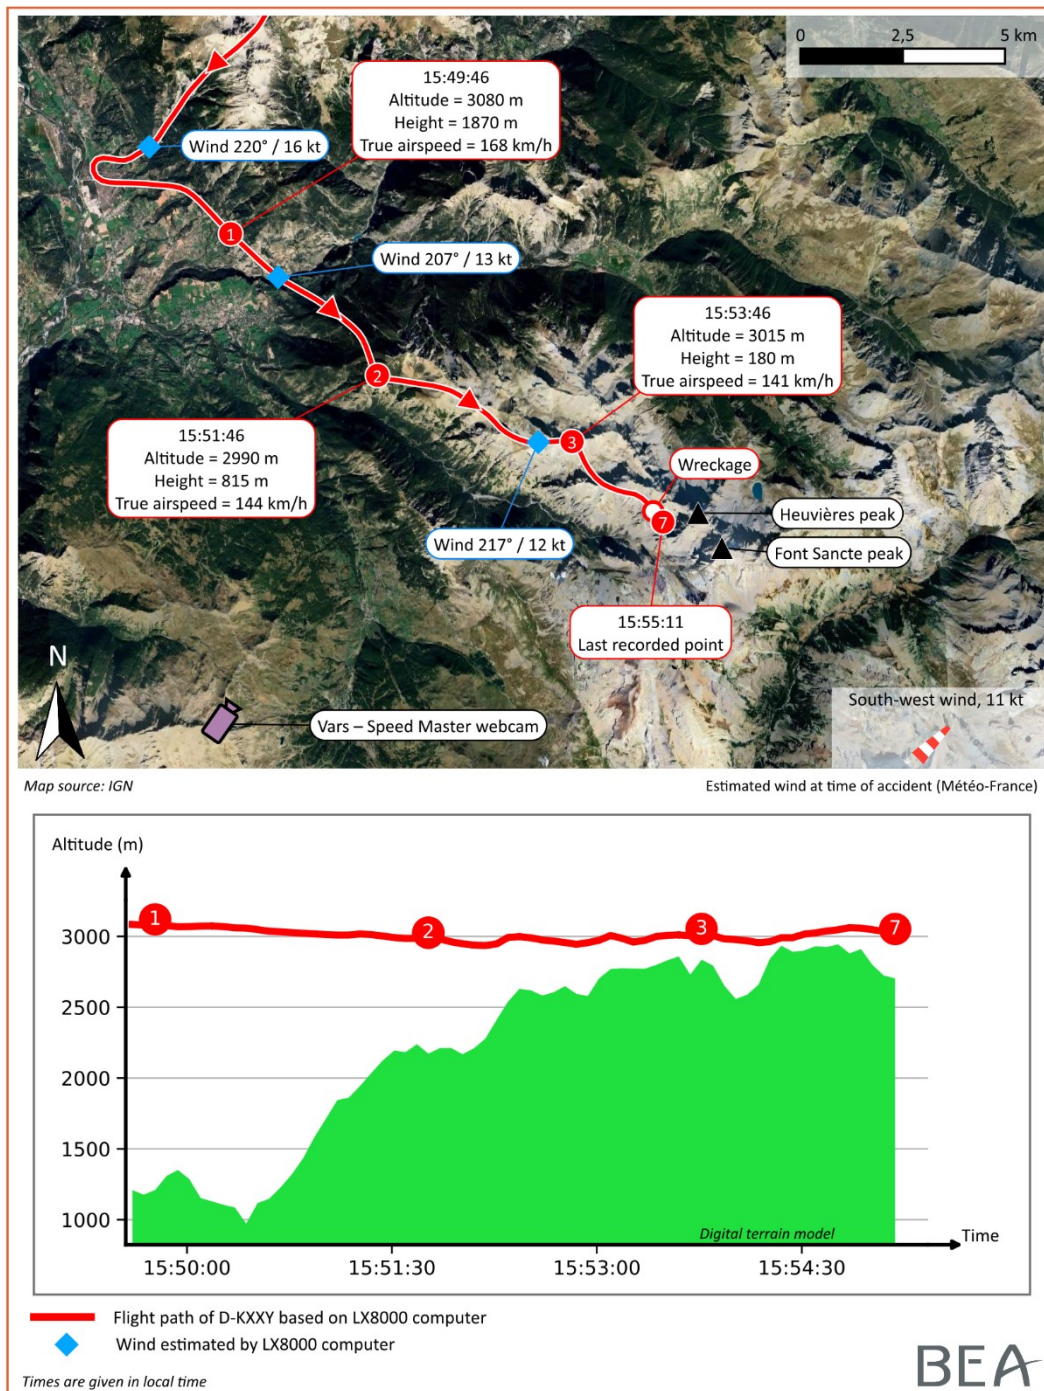 0
2,5
5 km
15:49:46
Altitude = 3080 m
Height = 1870 m
True airspeed = 168 km/h
Wind 220° / 16 kt
1
Wind 207° / 13 kt
15:53:46
Altitude = 3015 m
Height = 180 m
True airspeed = 141 km/h
2
15:51:46
Altitude = 2990 m
Height = 815 m
True airspeed = 144 km/h
3
Wreckage
Heuvières peak
7
Wind 217° / 12 kt
Font Sancte peak
15:55:11
Last recorded point
N
Vars – Speed Master webcam
South-west wind, 11 kt
Map source: IGN
Estimated wind at time of accident (Météo-France)
Altitude (m)
1
2
3
7
3000
2500
2000
1500
1000
Digital terrain model
Time
15:50:00
15:51:30
15:53:00
15:54:30
Flight path of D-KXXY based on LX8000 computer
Wind estimated by LX8000 computer
Times are given in local time
BEA